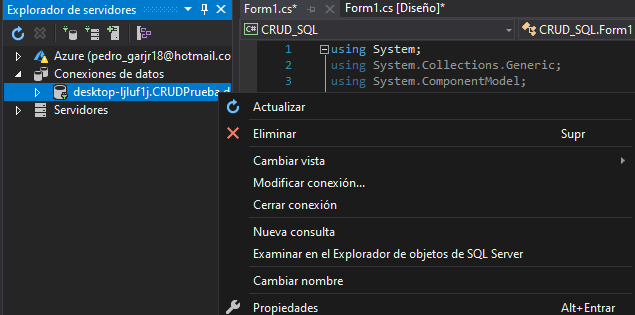 Explorador de servidores
Azure (pedro_garjr18@hotmail.co
Conexiones de datos
desktop-ljluf1j.CRUDPrueba.d
Servidores
Form1.cs*
Form1.cs [Diseño]*
C# CRUD_SQL
CRUD_SQL.Form1
1 using System;
2 using System.Collections.Generic;
3 using System.ComponentModel;
Actualizar
Eliminar Supr
Cambiar vista
Modificar conexión...
Cerrar conexión
Nueva consulta
Examinar en el Explorador de objetos de SQL Server
Cambiar nombre
Propiedades Alt+Entrar